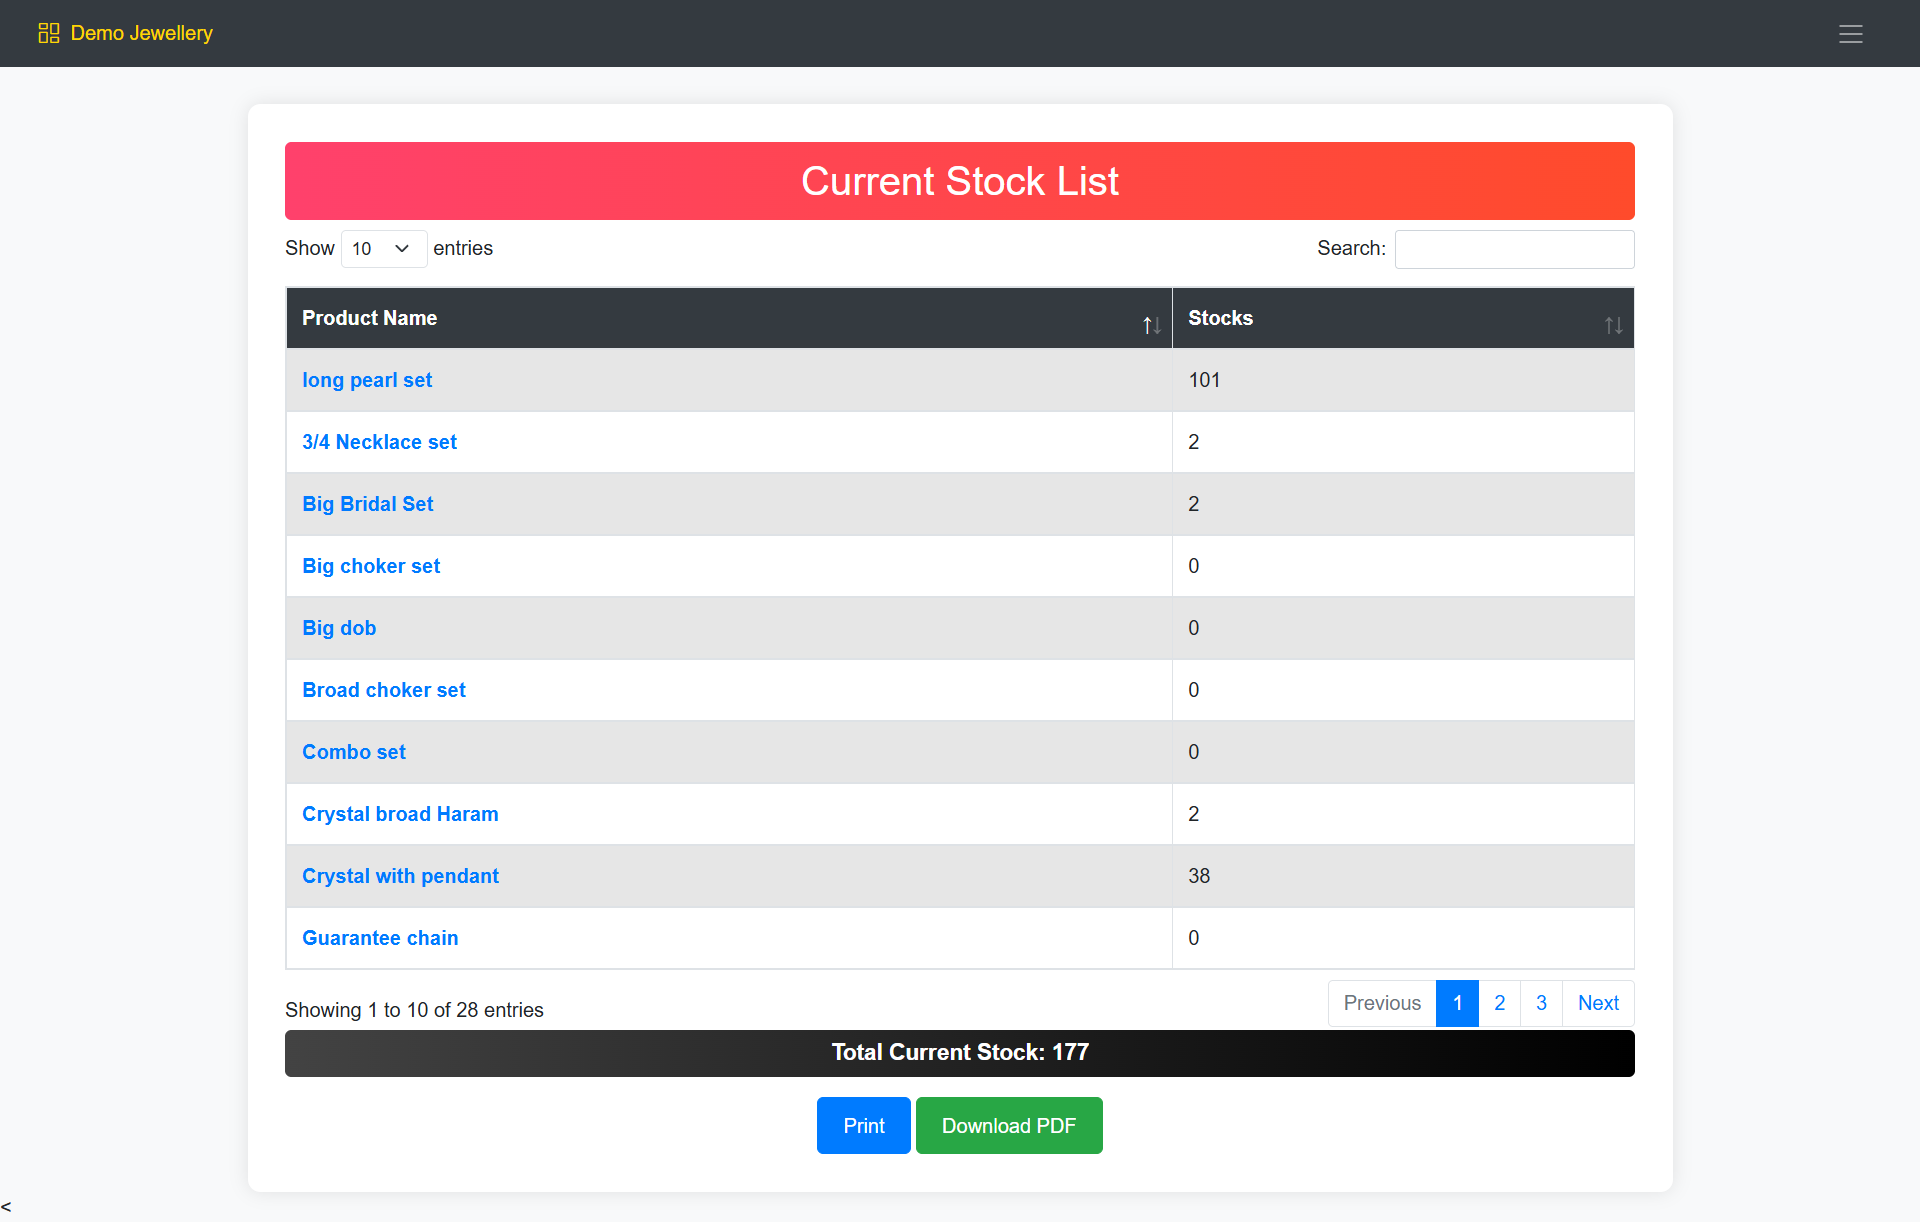 Demo Jewellery
Current Stock List
Show 10 entries Search:
Product Name Stocks
long pearl set 101
3/4 Necklace set 2
Big Bridal Set 2
Big choker set 0
Big dob 0
Broad choker set 0
Combo set 0
Crystal broad Haram 2
Crystal with pendant 38
Guarantee chain 0
Showing 1 to 10 of 28 entries Previous 1 2 3 Next
Total Current Stock: 177
Print Download PDF
<